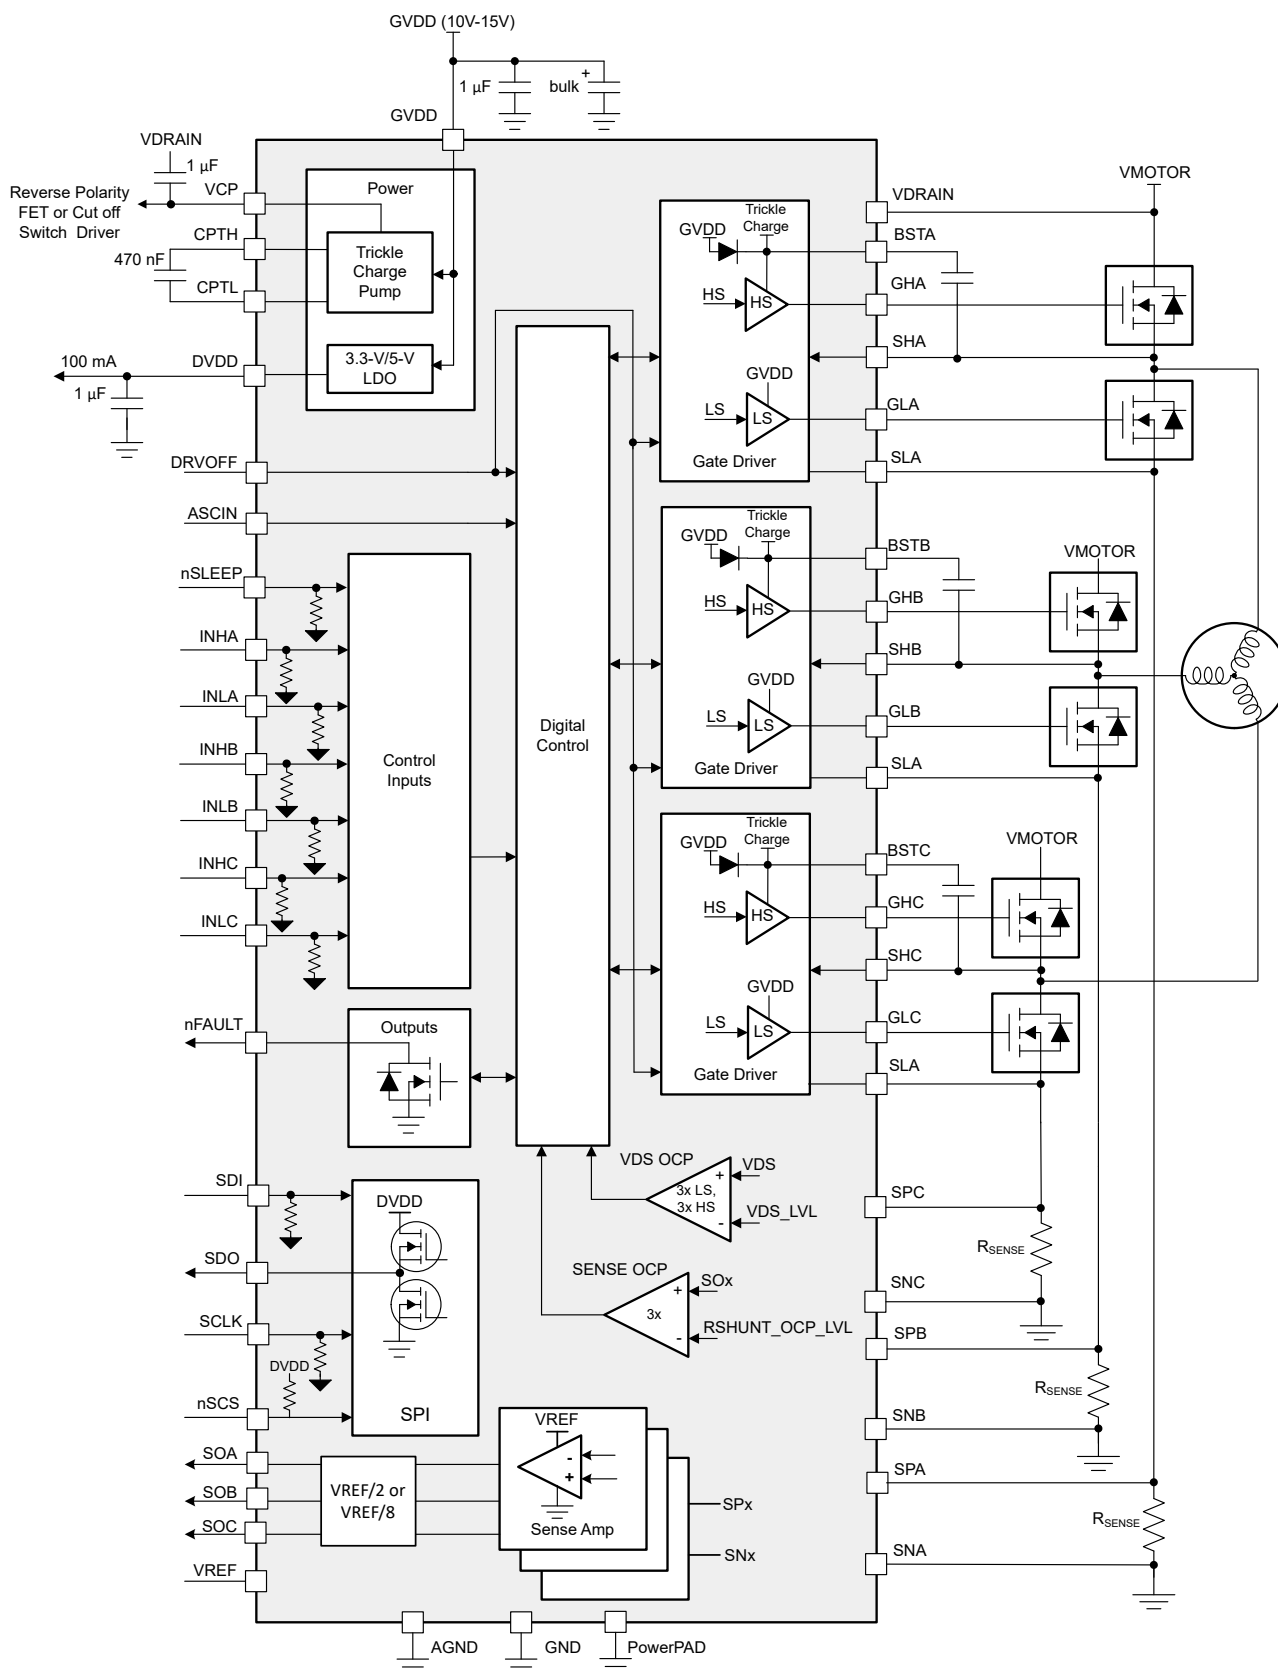 GVDD (10V-15V)
1 µF
bulk
+
GVDD
VDRAIN
1 µF
VCP
Reverse Polarity
FET or Cut off
Switch Driver
CPTH
470 nF
CPTL
100 mA
DVDD
1 µF
Power
Trickle
Charge
Pump
3.3-V/5-V
LDO
DRVOFF
ASCIN
nSLEEP
INHA
INLA
INHB
INLB
INHC
INLC
Control
Inputs
Digital
Control
nFAULT
Outputs
SDI
SDO
SCLK
DVDD
nSCS
DVDD
SPI
SOA
SOB
SOC
VREF
VREF/2 or
VREF/8
VREF
-
+
Sense Amp
SPx
SNx
VDS OCP
+
3x LS,
3x HS
-
VDS
VDS_LVL
SENSE OCP
+
3x
-
SOx
RSHUNT_OCP_LVL
Trickle
Charge
GVDD
HS
HS
GVDD
LS
LS
Gate Driver
Trickle
Charge
GVDD
HS
HS
GVDD
LS
LS
Gate Driver
Trickle
Charge
GVDD
HS
HS
GVDD
LS
LS
Gate Driver
VDRAIN
BSTA
GHA
SHA
GLA
SLA
BSTB
GHB
SHB
GLB
SLA
BSTC
GHC
SHC
GLC
SLA
SPC
SNC
SPB
SNB
SPA
SNA
VMOTOR
VMOTOR
VMOTOR
RSENSE
RSENSE
RSENSE
AGND
GND
PowerPAD